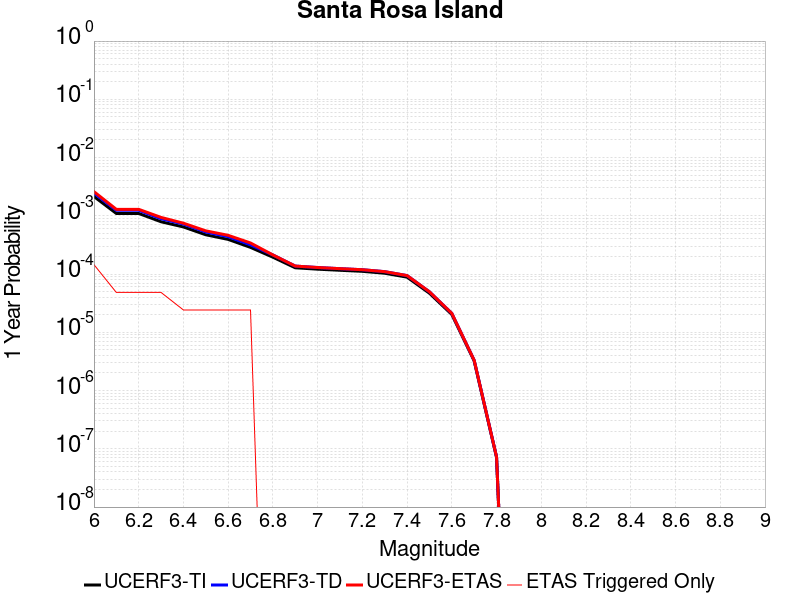 Santa Rosa Island
10^0
10^-1
10^-2
10^-3
10^-4
10^-5
10^-6
10^-7
10^-8
1 Year Probability
6 6.2 6.4 6.6 6.8 7 7.2 7.4 7.6 7.8 8 8.2 8.4 8.6 8.8 9
Magnitude
UCERF3-TI UCERF3-TD UCERF3-ETAS ETAS Triggered Only